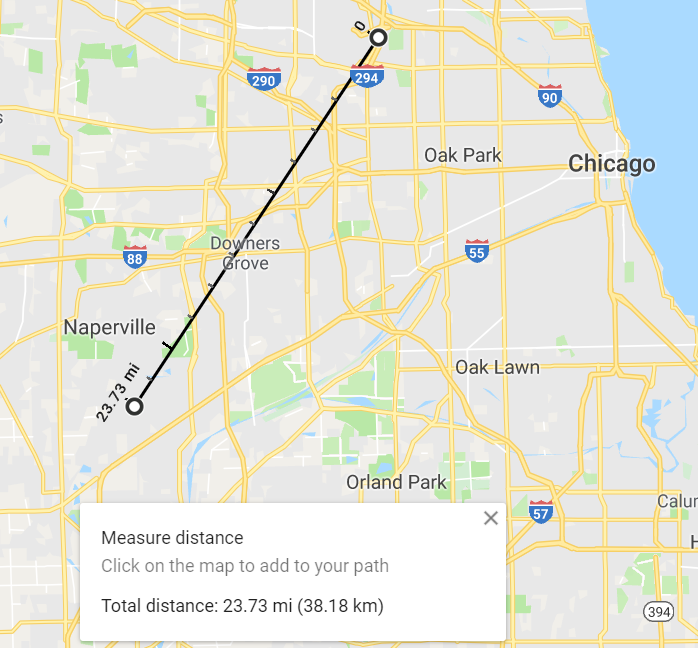 0
290
294
90
Oak Park
Chicago
Downers
Grove
88
55
Naperville
23.73 mi
Oak Lawn
Orland Park
57
Calu
H
394
Measure distance
Click on the map to add to your path
Total distance: 23.73 mi (38.18 km)